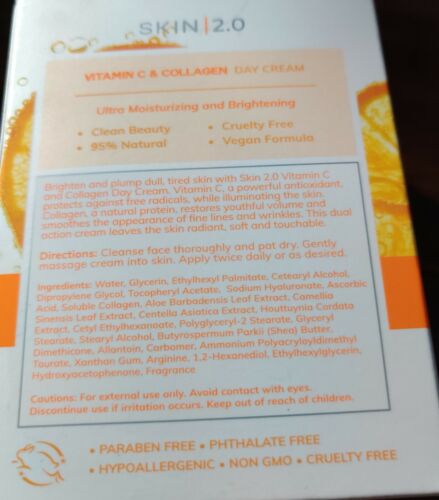 SKIN | 2.0
VITAMIN C & COLLAGEN DAY CREAM
Ultra Moisturizing and Brightening
• Clean Beauty • Cruelty Free
• 95% Natural • Vegan Formula
Brighten and plump dull, tired skin with Skin 2.0 Vitamin C
and Collagen Day Cream. Vitamin C, a powerful antioxidant,
protects against free radicals, while illuminating the skin.
Collagen, a natural protein, restores youthful volume and
smoothes the appearance of fine lines and wrinkles. This dual
action cream leaves the skin radiant, soft and touchable.
Directions: Cleanse face thoroughly and pat dry. Gently
massage cream into skin. Apply twice daily or as desired.
Ingredients: Water, Glycerin, Ethylhexyl Palmitate, Cetearyl Alcohol,
Dipropylene Glycol, Tocopheryl Acetate, Sodium Hyaluronate, Ascorbic
Acid, Soluble Collagen, Aloe Barbadensis Leaf Extract, Camellia
Sinensis Leaf Extract, Centella Asiatica Extract, Houttuynia Cordata
Extract, Cetyl Ethylhexanoate, Polyglyceryl-2 Stearate, Glyceryl
Stearate, Stearyl Alcohol, Butyrospermum Parkii (Shea) Butter,
Dimethicone, Allantoin, Carbomer, Ammonium Polyacryloyldimethyl
Taurate, Xanthan Gum, Arginine, 1,2-Hexanediol, Ethylhexylglycerin,
Hydroxyacetophenone, Fragrance
Cautions: For external use only. Avoid contact with eyes.
Discontinue use if irritation occurs. Keep out of reach of children.
• PARABEN FREE • PHTHALATE FREE
• HYPOALLERGENIC • NON GMO • CRUELTY FREE